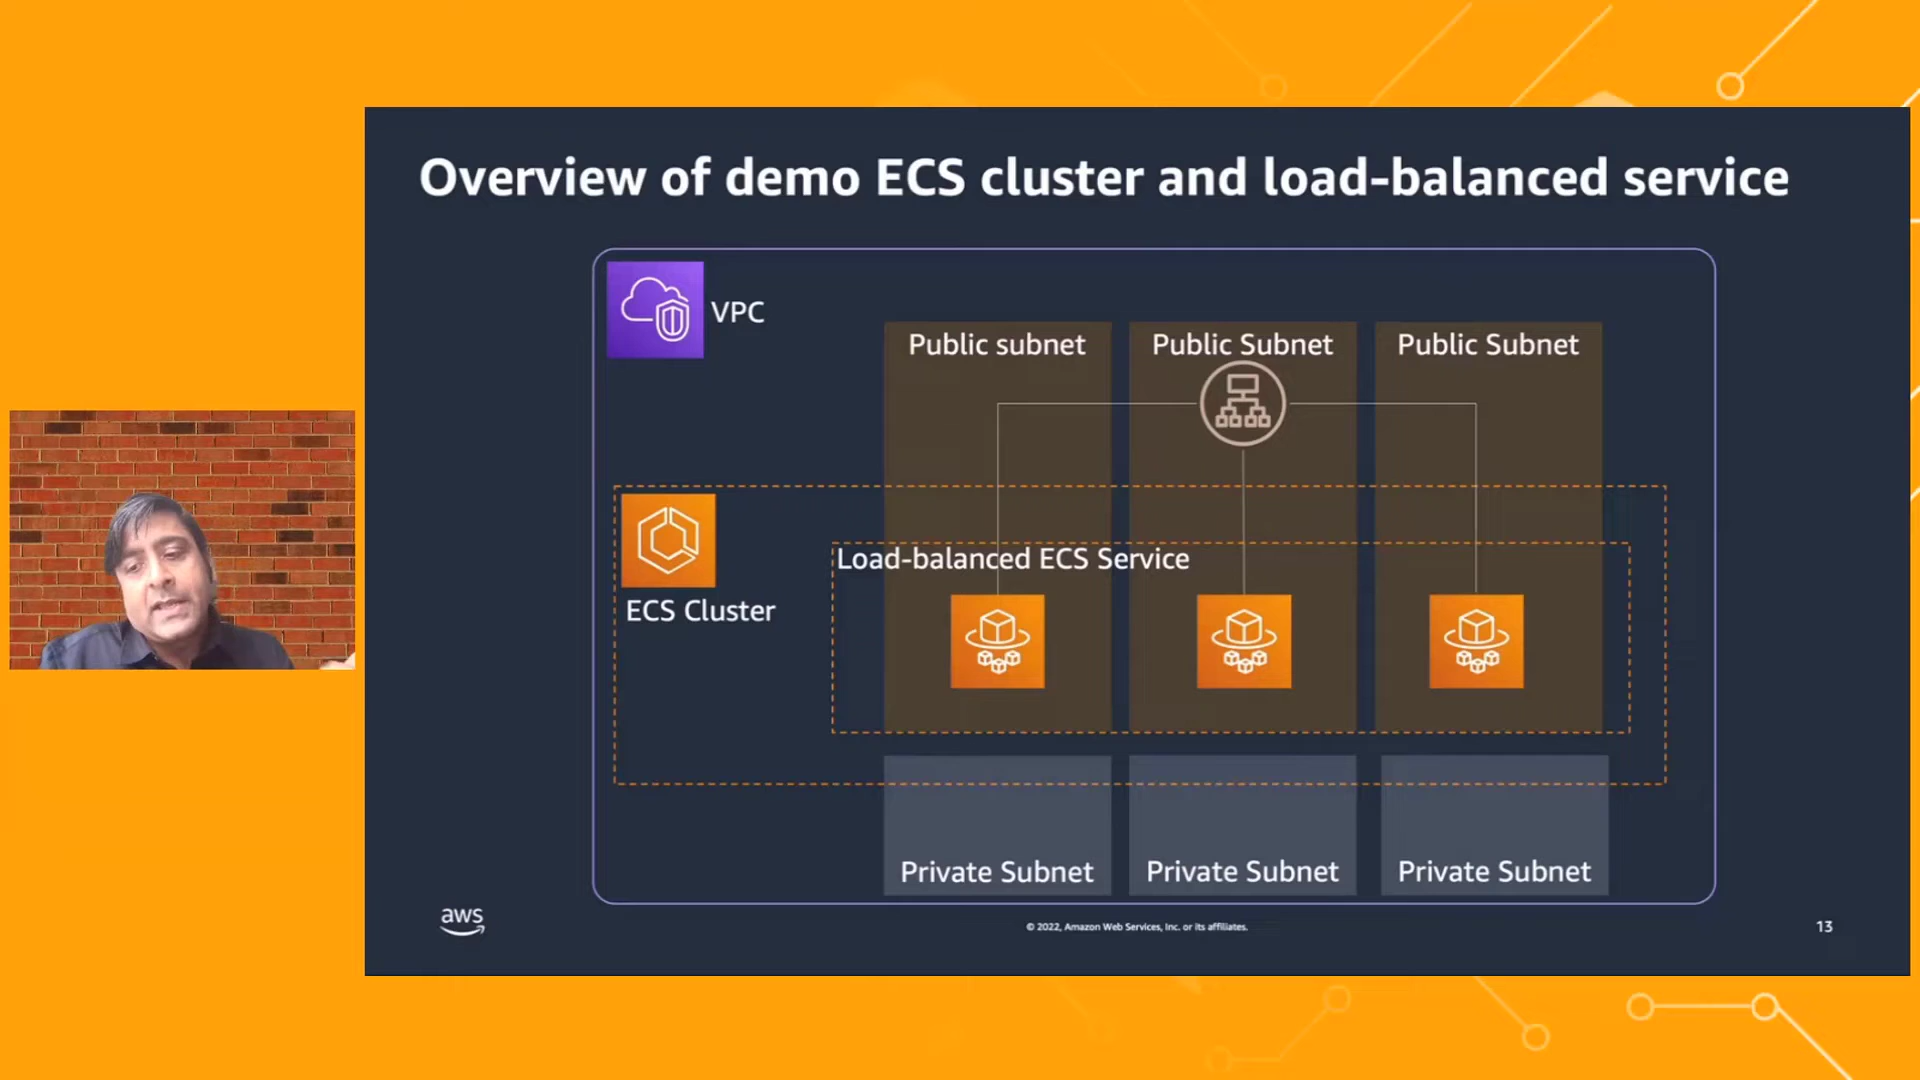 Overview of demo ECS cluster and load-balanced service
VPC
Public subnet
Public Subnet
Public Subnet
Load-balanced ECS Service
ECS Cluster
Private Subnet
Private Subnet
Private Subnet
aws
© 2022, Amazon Web Services, Inc. or its affiliates.
13